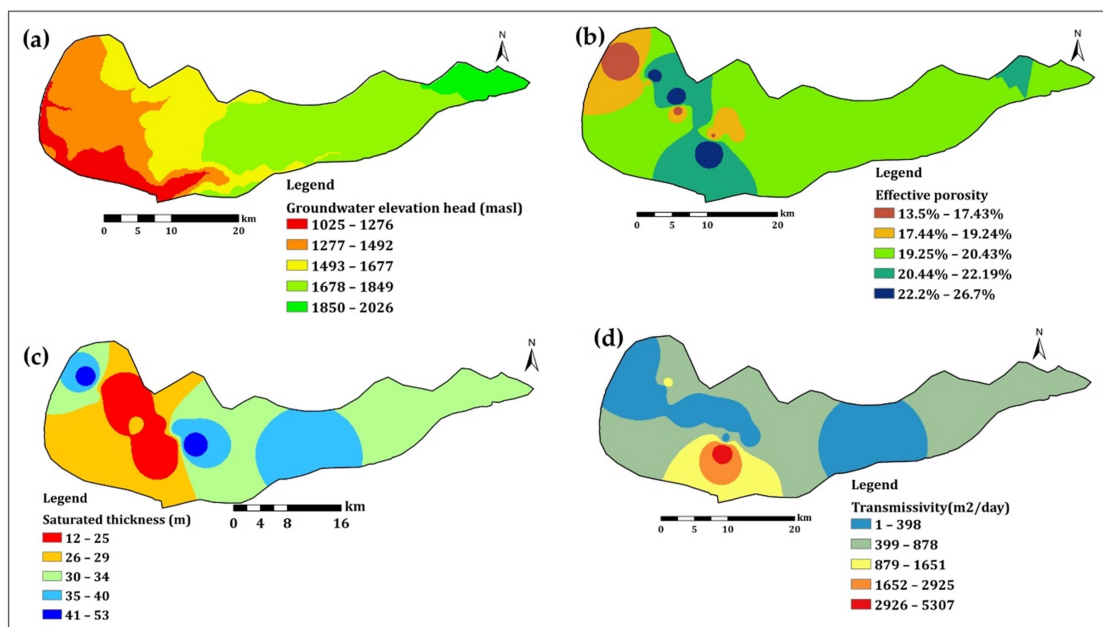 (a)
N
Legend
Groundwater elevation head (masl)
1025 – 1276
1277 – 1492
1493 – 1677
1678 – 1849
1850 – 2026
km
0 5 10 20
(b)
N
Legend
Effective porosity
13.5% – 17.43%
17.44% – 19.24%
19.25% – 20.43%
20.44% – 22.19%
22.2% – 26.7%
km
0 5 10 20
(c)
N
Legend
Saturated thickness (m)
12 – 25
26 – 29
30 – 34
35 – 40
41 – 53
km
0 2 4 8 16
(d)
N
Legend
Transmissivity(m2/day)
1 – 398
399 – 878
879 – 1651
1652 – 2925
2926 – 5307
km
0 5 10 20